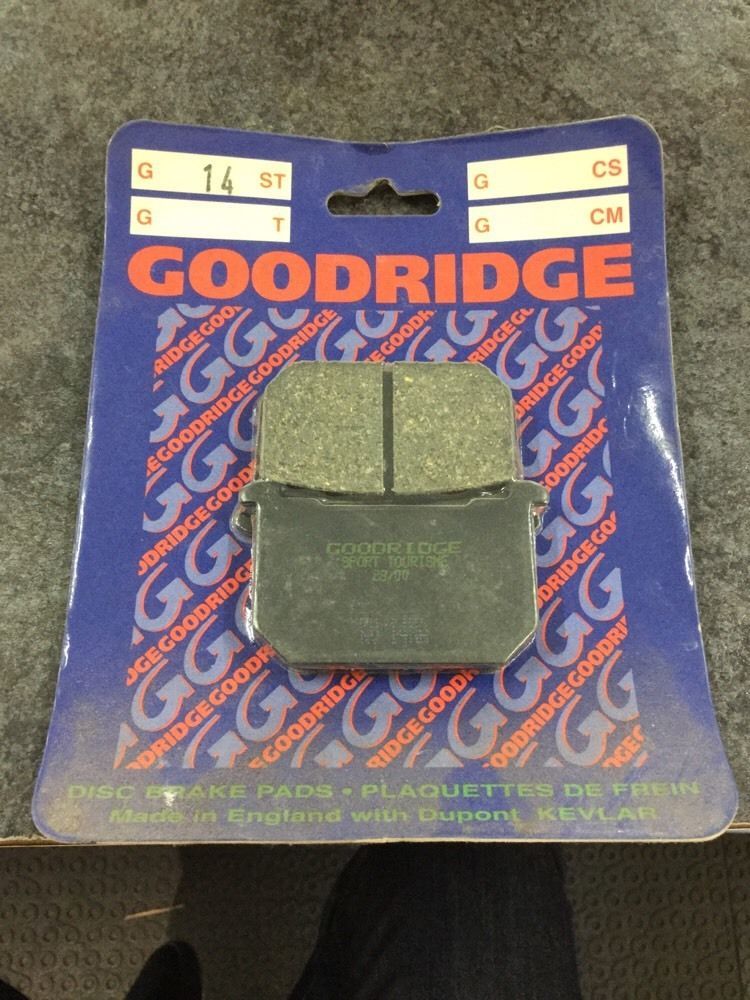 G 14 ST
G T
G CS
G CM
GOODRIDGE
GOODRIDGE
SPORT TOURISME
DISC BRAKE PADS • PLAQUETTES DE FREIN
Made in England with Dupont KEVLAR